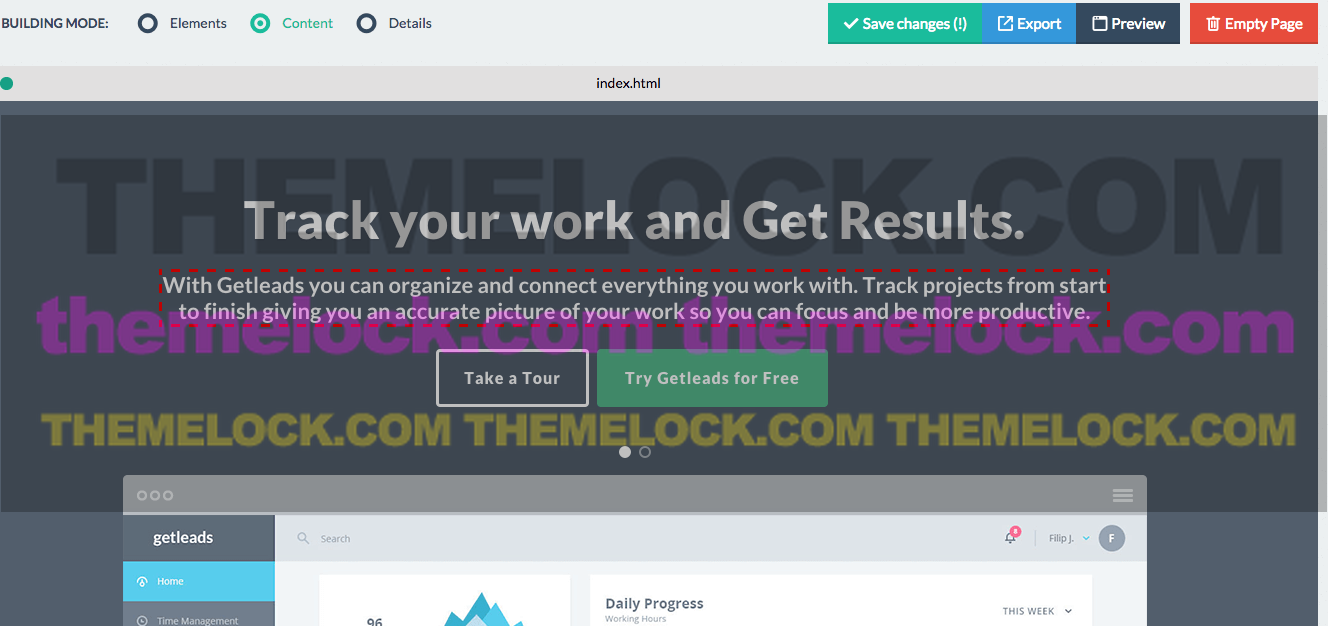 BUILDING MODE: Elements Content Details Save changes (!) Export Preview Empty Page
index.html
THEMELOCK.COM
Track your work and Get Results.
With Getleads you can organize and connect everything you work with. Track projects from start
to finish giving you an accurate picture of your work so you can focus and be more productive.
themelock.com themelock.com
Take a Tour Try Getleads for Free
THEMELOCK.COM THEMELOCK.COM THEMELOCK.COM
getleads Search 8 Filip J. F
Home
Daily Progress THIS WEEK
Working Hours
Time Management 96